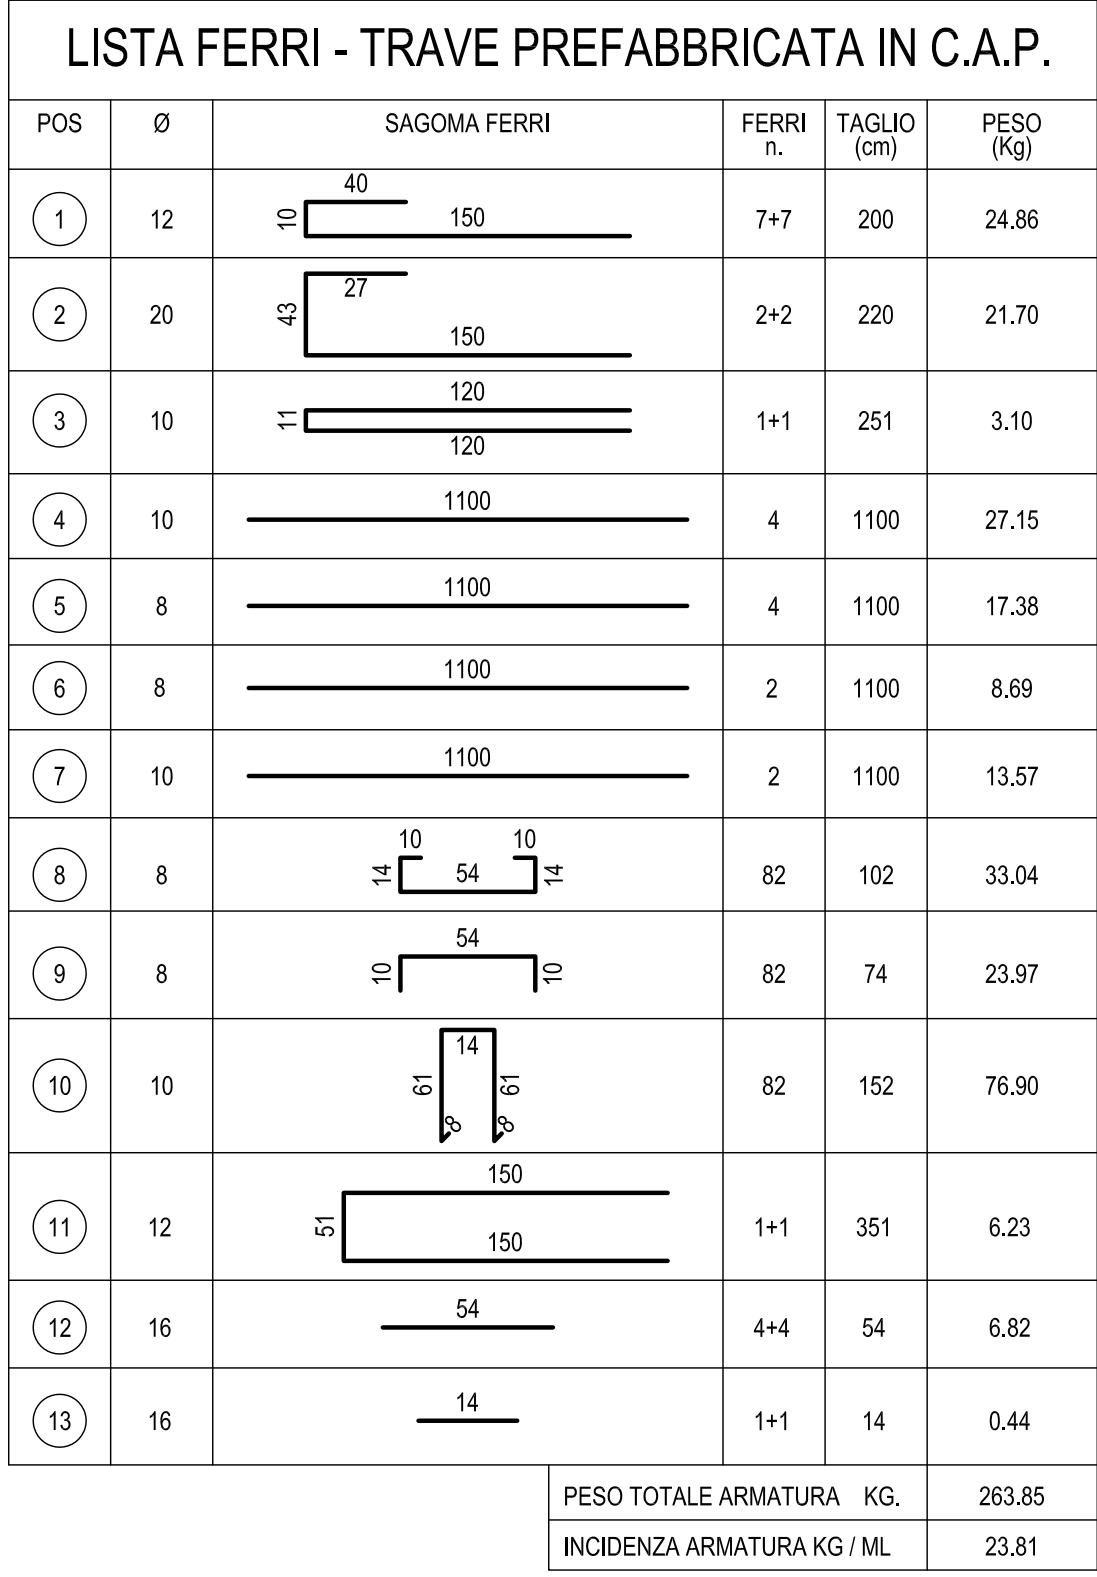 LISTA FERRI - TRAVE PREFABBRICATA IN C.A.P.
POS Ø SAGOMA FERRI FERRI n. TAGLIO (cm) PESO (Kg)
40
1 12 10 150 7+7 200 24.86
27
2 20 43 2+2 220 21.70
150
120
3 10 11 1+1 251 3.10
120
1100
4 10 4 1100 27.15
1100
5 8 4 1100 17.38
1100
6 8 2 1100 8.69
1100
7 10 2 1100 13.57
10 10
8 8 14 54 14 82 102 33.04
54
9 8 10 10 82 74 23.97
14
10 10 61 61 82 152 76.90
8 8
150
11 12 51 1+1 351 6.23
150
54
12 16 4+4 54 6.82
14
13 16 1+1 14 0.44
PESO TOTALE ARMATURA KG. 263.85
INCIDENZA ARMATURA KG / ML 23.81